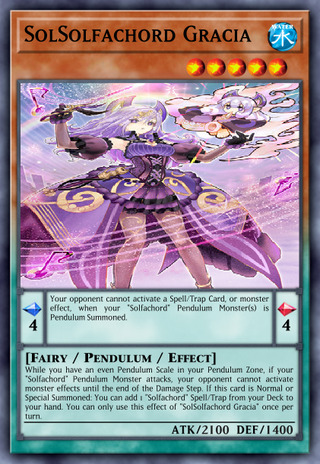 SolSolfachord Gracia
WATER
水
Your opponent cannot activate a Spell/Trap Card, or monster
effect, when your "Solfachord" Pendulum Monster(s) is
Pendulum Summoned.
4
4
[Fairy / Pendulum / Effect]
While you have an even Pendulum Scale in your Pendulum Zone, if your
"Solfachord" Pendulum Monster attacks, your opponent cannot activate
monster effects until the end of the Damage Step. If this card is Normal or
Special Summoned: You can add 1 "Solfachord" Spell/Trap from your Deck to
your hand. You can only use this effect of "SolSolfachord Gracia" once per
turn.
ATK/2100 DEF/1400